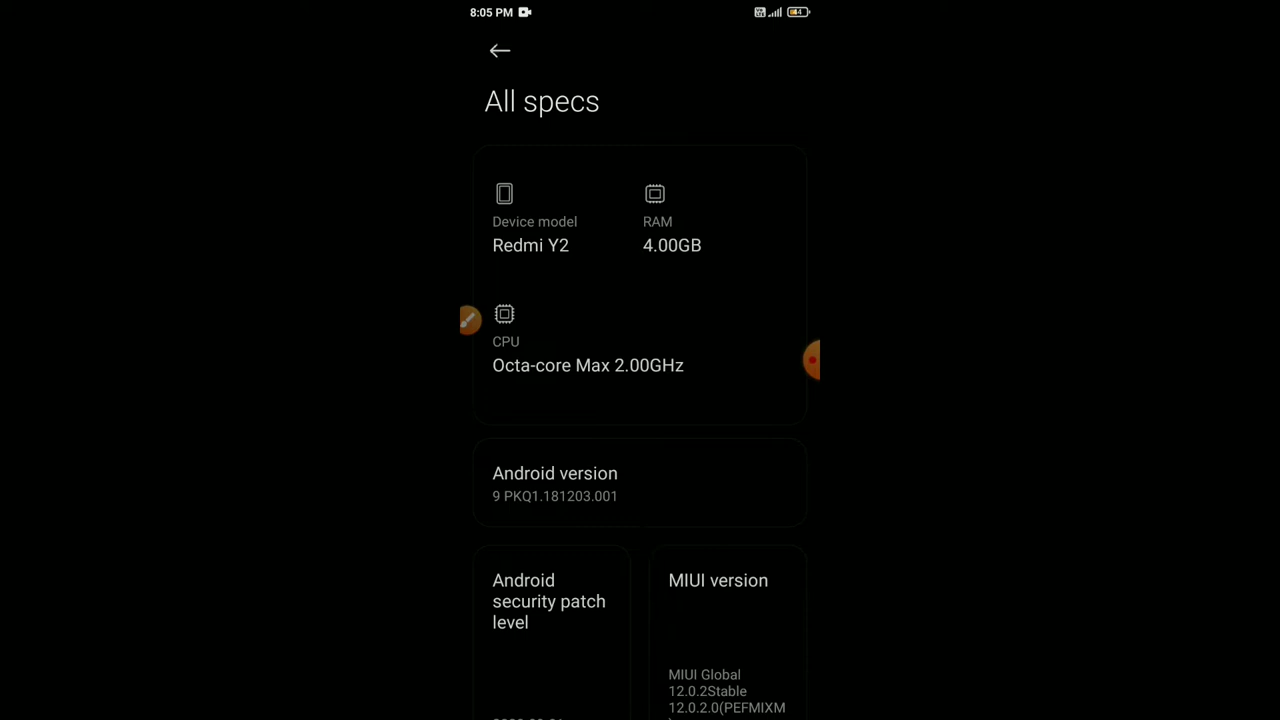 8:05 PM
44
All specs
Device model
RAM
Redmi Y2
4.00GB
CPU
Octa-core Max 2.00GHz
Android version
9 PKQ1.181203.001
Android
security patch
level
MIUI version
MIUI Global
12.0.2Stable
12.0.2.0(PEFMIXM